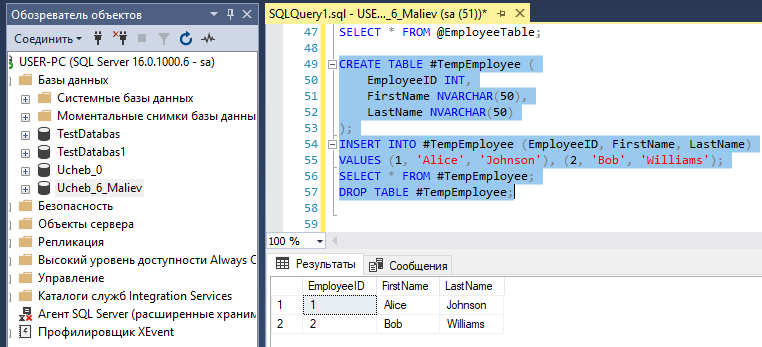 Обозреватель объектов
Соединить
USER-PC (SQL Server 16.0.1000.6 - sa)
Базы данных
Системные базы данных
Моментальные снимки базы данны
TestDatabas
TestDatabas1
Ucheb_0
Ucheb_6_Maliev
Безопасность
Объекты сервера
Репликация
Высокий уровень доступности Always O
Управление
Каталоги служб Integration Services
Агент SQL Server (расширенные храним
Профилировщик XEvent
SQLQuery1.sql - USE..._6_Maliev (sa (51))*
47 SELECT * FROM @EmployeeTable;
48
49 CREATE TABLE #TempEmployee (
50 EmployeeID INT,
51 FirstName NVARCHAR(50),
52 LastName NVARCHAR(50)
53 );
54 INSERT INTO #TempEmployee (EmployeeID, FirstName, LastName)
55 VALUES (1, 'Alice', 'Johnson'), (2, 'Bob', 'Williams');
56 SELECT * FROM #TempEmployee;
57 DROP TABLE #TempEmployee;
58
59
100 %
Результаты Сообщения
EmployeeID FirstName LastName
1 1 Alice Johnson
2 2 Bob Williams